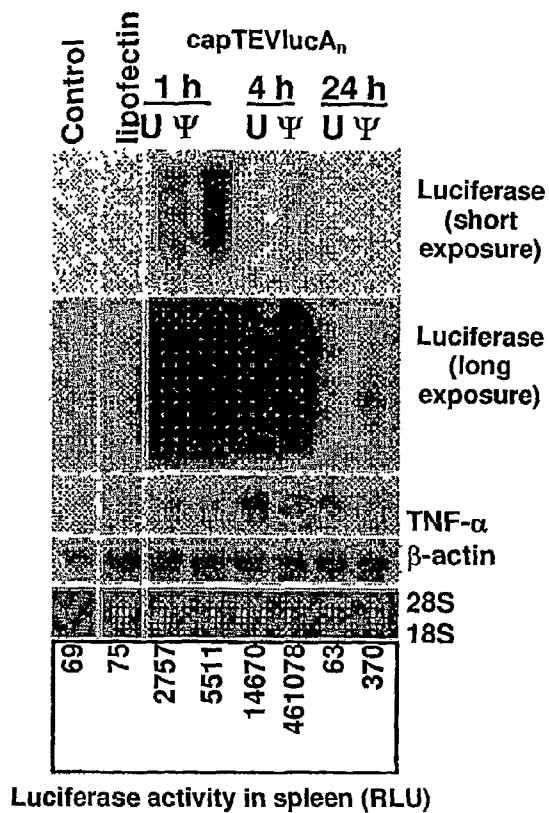 capTEVlucAn
Control
lipofectin
1 h 4 h 24 h
U Ψ U Ψ U Ψ
Luciferase
(short
exposure)
Luciferase
(long
exposure)
TNF-α
β-actin
28S
18S
69 75 2757 5511 14670 461078 63 370
Luciferase activity in spleen (RLU)